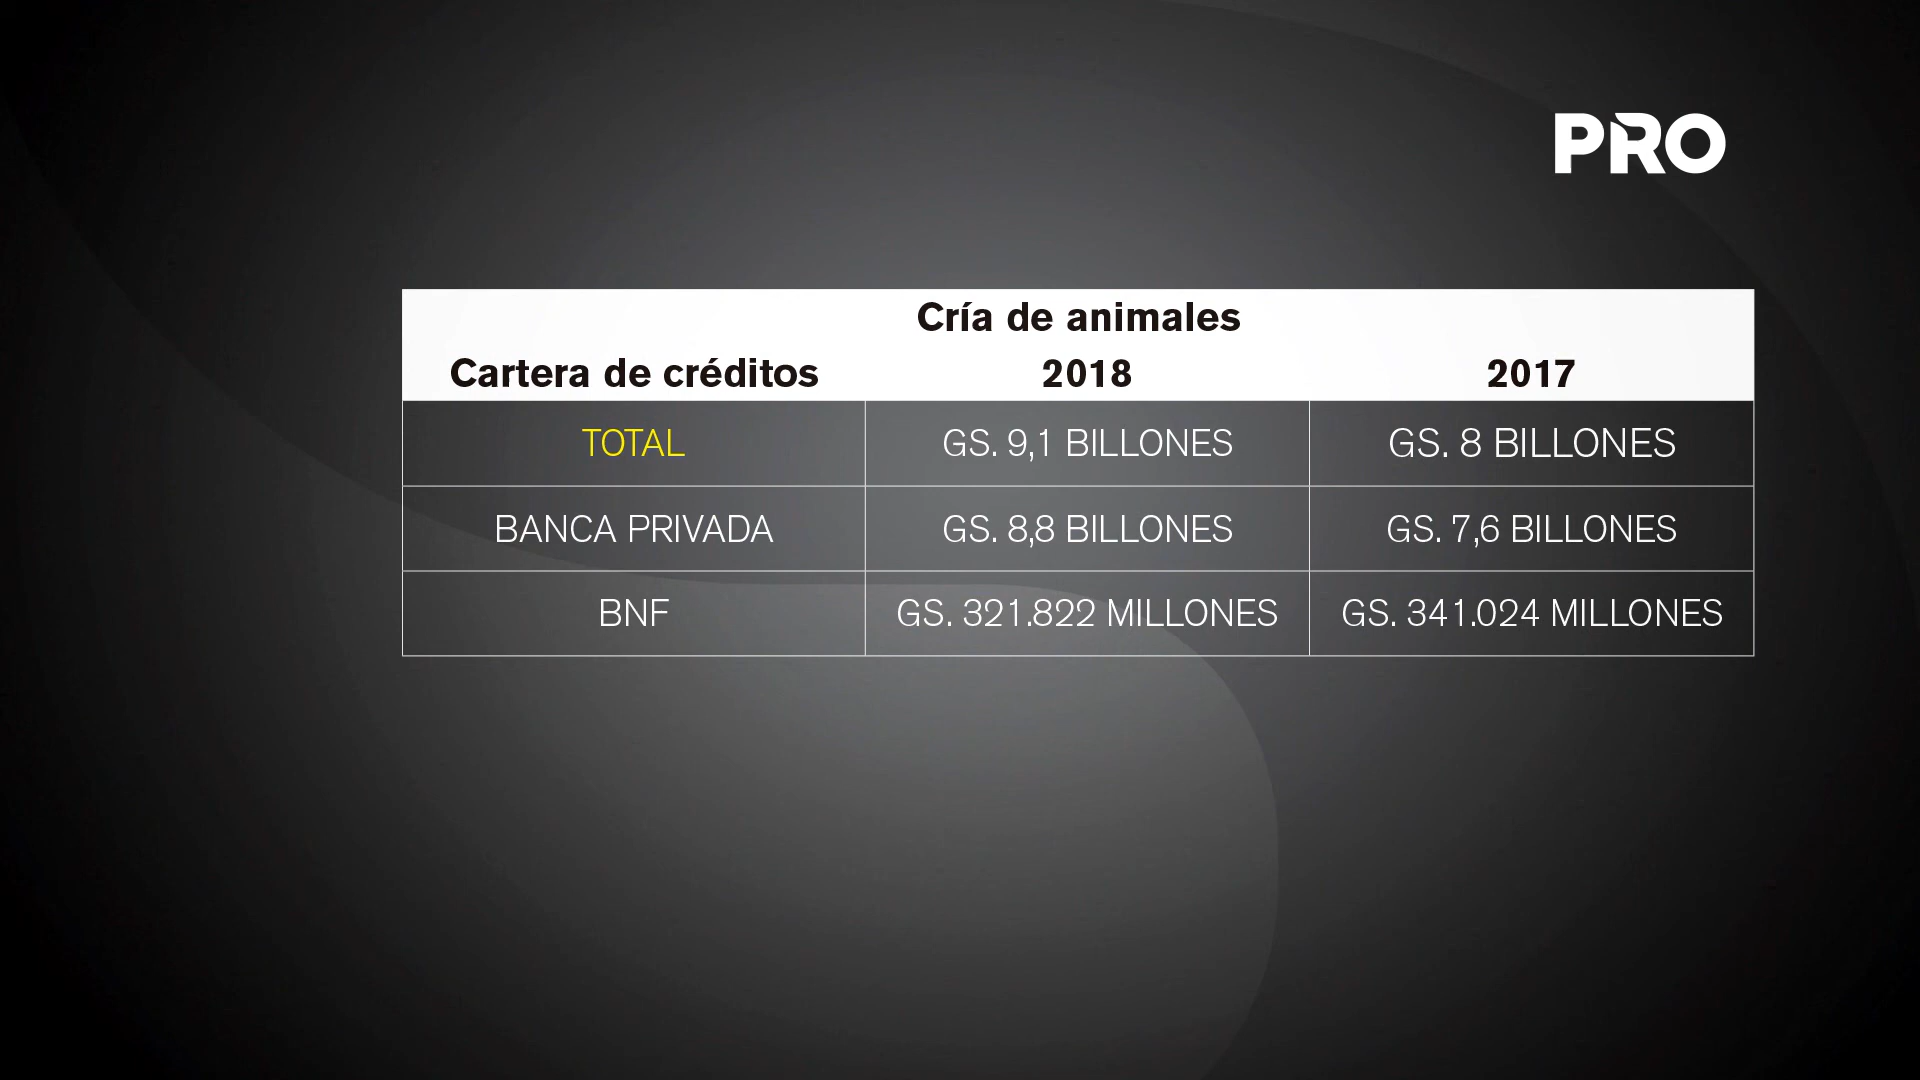 PRO
Cría de animales
Cartera de créditos 2018 2017
TOTAL GS. 9,1 BILLONES GS. 8 BILLONES
BANCA PRIVADA GS. 8,8 BILLONES GS. 7,6 BILLONES
BNF GS. 321.822 MILLONES GS. 341.024 MILLONES